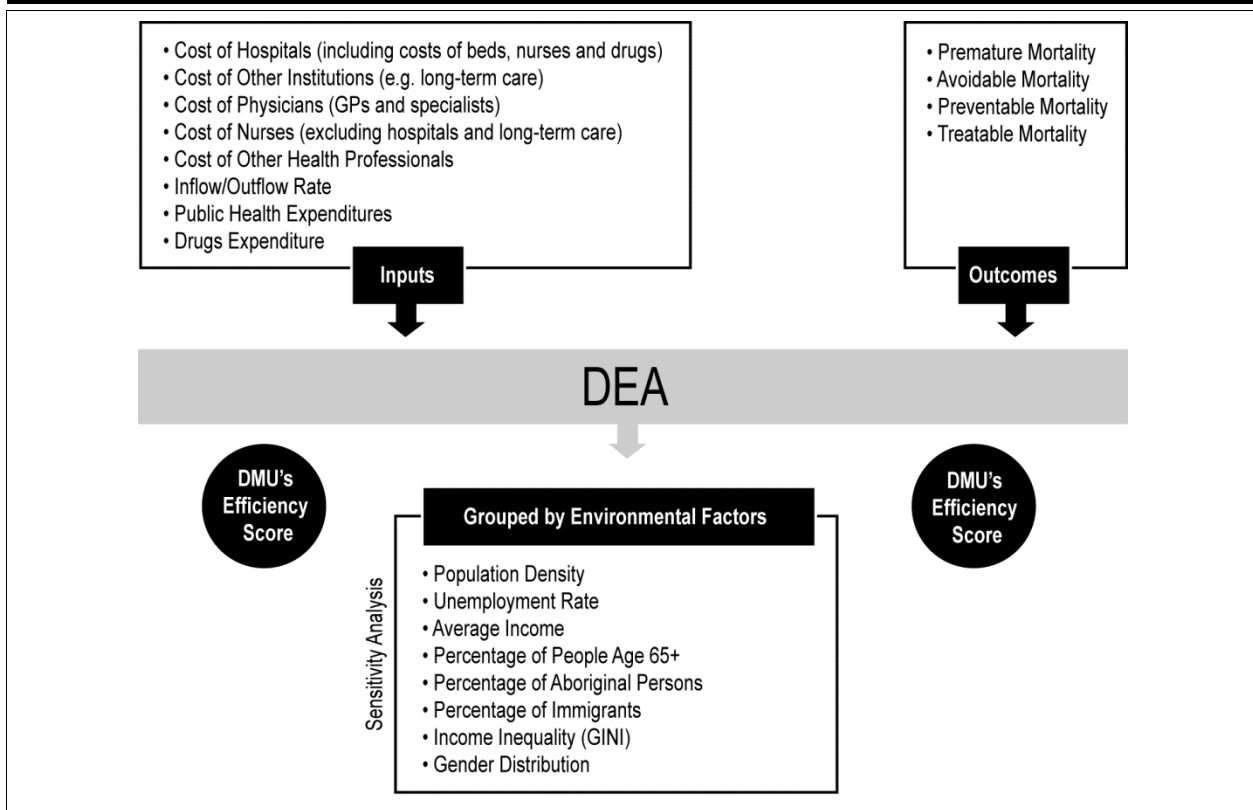 • Cost of Hospitals (including costs of beds, nurses and drugs)
• Cost of Other Institutions (e.g. long-term care)
• Cost of Physicians (GPs and specialists)
• Cost of Nurses (excluding hospitals and long-term care)
• Cost of Other Health Professionals
• Inflow/Outflow Rate
• Public Health Expenditures
• Drugs Expenditure
Inputs
• Premature Mortality
• Avoidable Mortality
• Preventable Mortality
• Treatable Mortality
Outcomes
DEA
DMU's
Efficiency
Score
Grouped by Environmental Factors
• Population Density
• Unemployment Rate
• Average Income
• Percentage of People Age 65+
• Percentage of Aboriginal Persons
• Percentage of Immigrants
• Income Inequality (GINI)
• Gender Distribution
Sensitivity Analysis
DMU's
Efficiency
Score